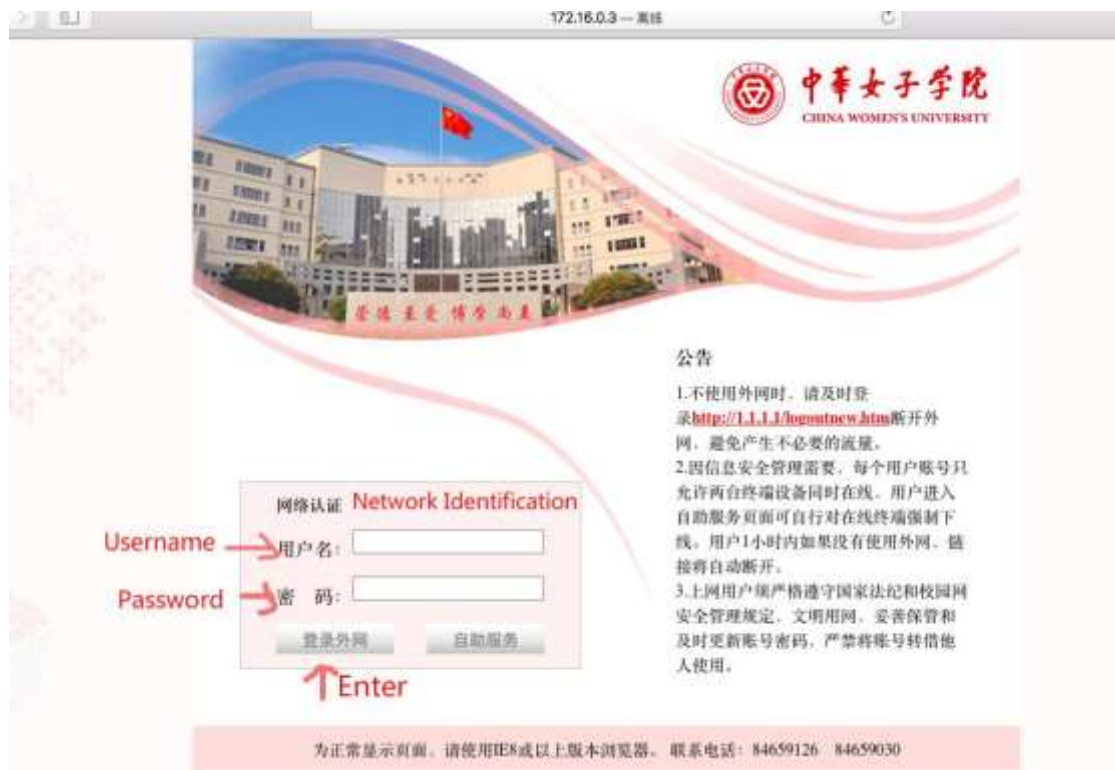 172.16.0.3 — 离线
中華女子学院
CHINA WOMEN'S UNIVERSITY
崇德 至爱 博学 尚美
公告
1.不使用外网时，请及时登
录http://1.1.1.1/logoutnew.htm断开外
网，避免产生不必要的流量。
2.因信息安全管理需要，每个用户账号只
允许两台终端设备同时在线。用户进入
自助服务页面可自行对在线终端强制下
线。用户1小时内如果没有使用外网，链
接将自动断开。
3.上网用户须严格遵守国家法纪和校园网
安全管理规定，文明用网，妥善保管和
及时更新账号密码，严禁将账号转借他
人使用。
网络认证 Network Identification
Username 用户名：
Password 密 码：
登录外网 自助服务
Enter
为正常显示页面，请使用IE8或以上版本浏览器。 联系电话：84659126 84659030